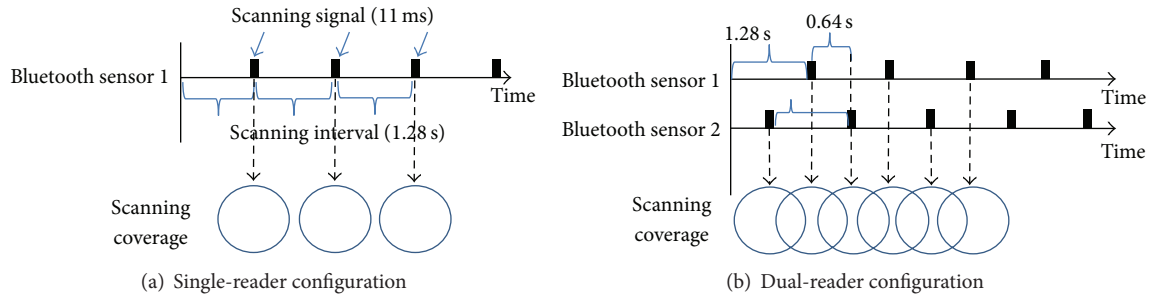 Scanning signal (11 ms)
Bluetooth sensor 1
Time
Scanning interval (1.28 s)
Scanning
coverage
(a) Single-reader configuration
0.64 s
1.28 s
Bluetooth sensor 1
Time
Bluetooth sensor 2
Time
Scanning
coverage
(b) Dual-reader configuration